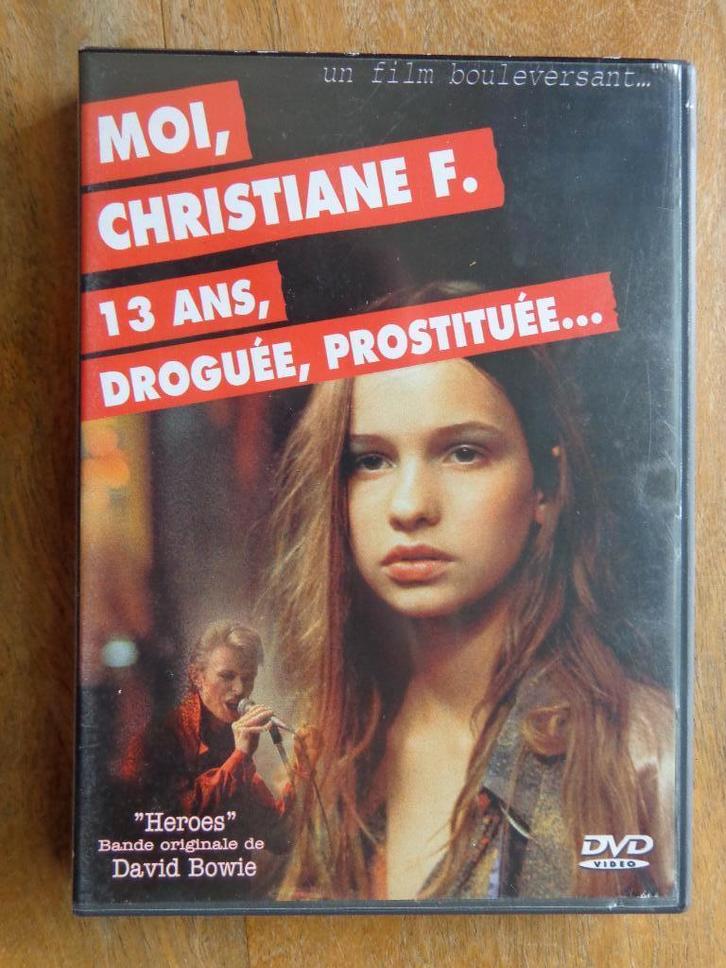 un film bouleversant...
MOI,
CHRISTIANE F.
13 ANS,
DROGUÉE, PROSTITUÉE...
"Heroes"
Bande originale de
David Bowie
DVD
VIDEO